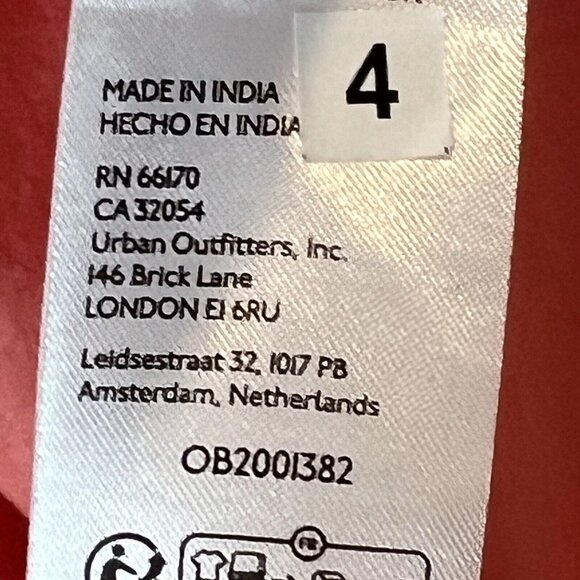 4
MADE IN INDIA
HECHO EN INDIA
RN 66170
CA 32054
Urban Outfitters, Inc.
146 Brick Lane
LONDON E1 6RU
Leidsestraat 32, 1017 PB
Amsterdam, Netherlands
OB2001382
FR